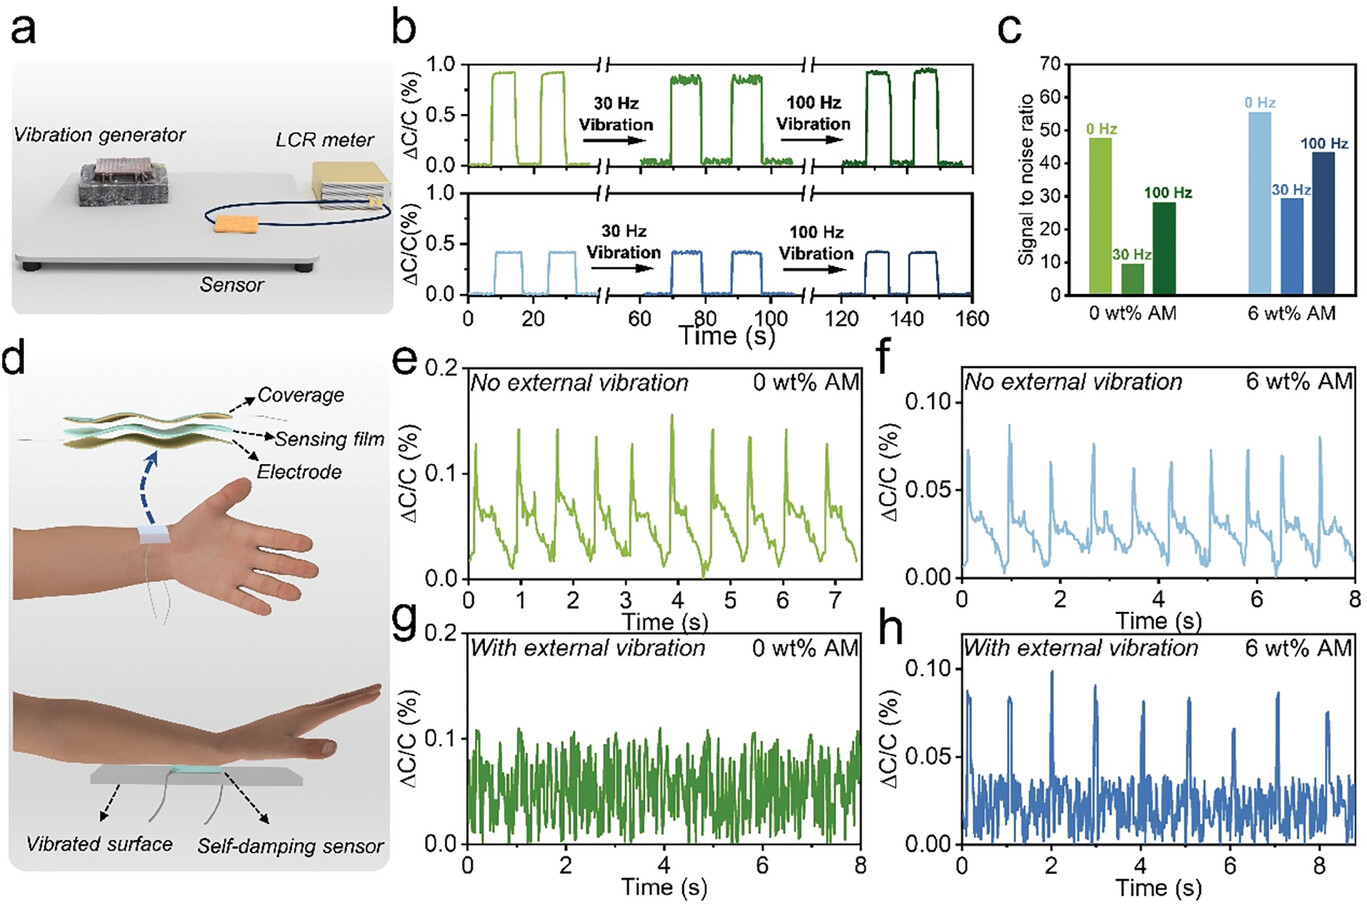 a
Vibration generator
LCR meter
Sensor
b
ΔC/C (%)
1.0
0.5
0.0
30 Hz
Vibration
100 Hz
Vibration
ΔC/C(%)
1.0
0.5
0.0
30 Hz
Vibration
100 Hz
Vibration
0 20 60 80 100 120 140 160
Time (s)
c
Signal to noise ratio
70
60
50
40
30
20
10
0
0 Hz
30 Hz
100 Hz
0 Hz
30 Hz
100 Hz
0 wt% AM
6 wt% AM
d
Coverage
Sensing film
Electrode
Vibrated surface
Self-damping sensor
e
No external vibration 0 wt% AM
ΔC/C (%)
0.2
0.1
0.0
0 1 2 3 4 5 6 7
Time (s)
f
No external vibration 6 wt% AM
ΔC/C (%)
0.10
0.05
0.00
0 2 4 6 8
Time (s)
g
With external vibration 0 wt% AM
ΔC/C (%)
0.2
0.1
0.0
0 2 4 6 8
Time (s)
h
With external vibration 6 wt% AM
ΔC/C (%)
0.10
0.05
0.00
0 2 4 6 8
Time (s)